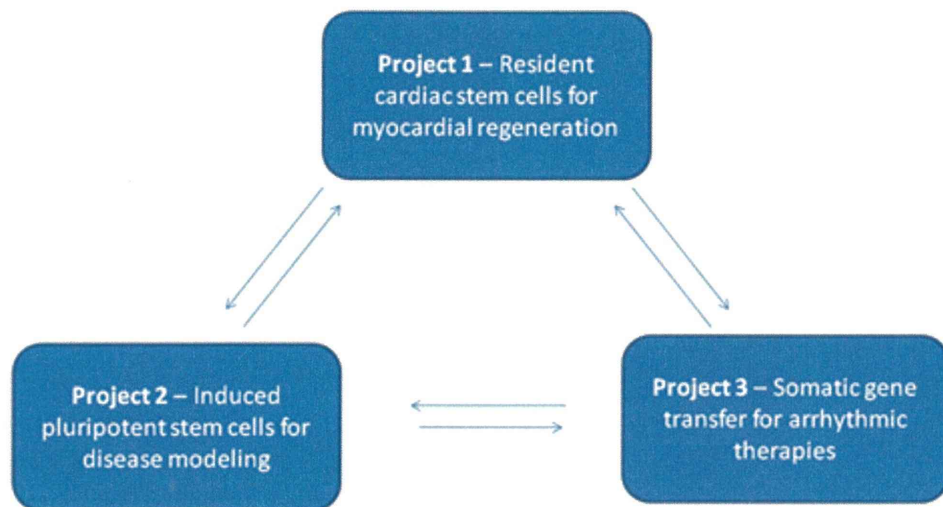 Project 1 – Resident
cardiac stem cells for
myocardial regeneration
Project 2 – Induced
pluripotent stem cells for
disease modeling
Project 3 – Somatic gene
transfer for arrhythmic
therapies